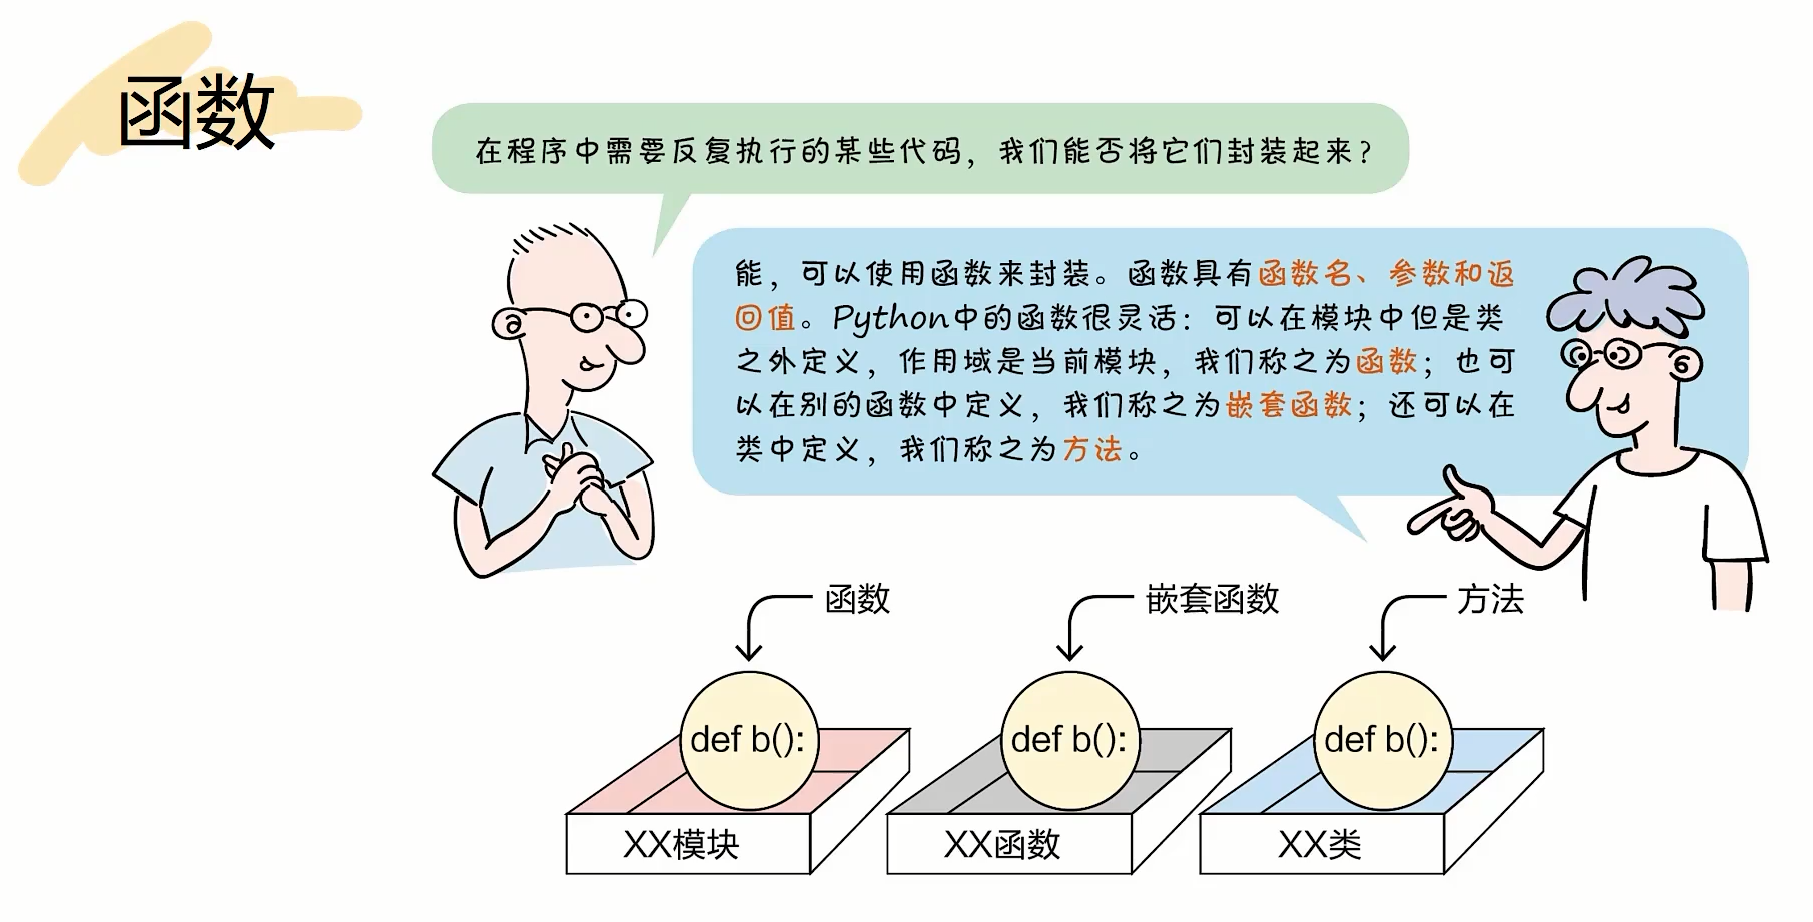 函数
在程序中需要反复执行的某些代码，我们能否将它们封装起来？
能，可以使用函数来封装。函数具有函数名、参数和返
回值。Python中的函数很灵活：可以在模块中但是类
之外定义，作用域是当前模块，我们称之为函数；也可
以在别的函数中定义，我们称之为嵌套函数；还可以在
类中定义，我们称之为方法。
函数
嵌套函数
方法
def b():
def b():
def b():
XX模块
XX函数
XX类